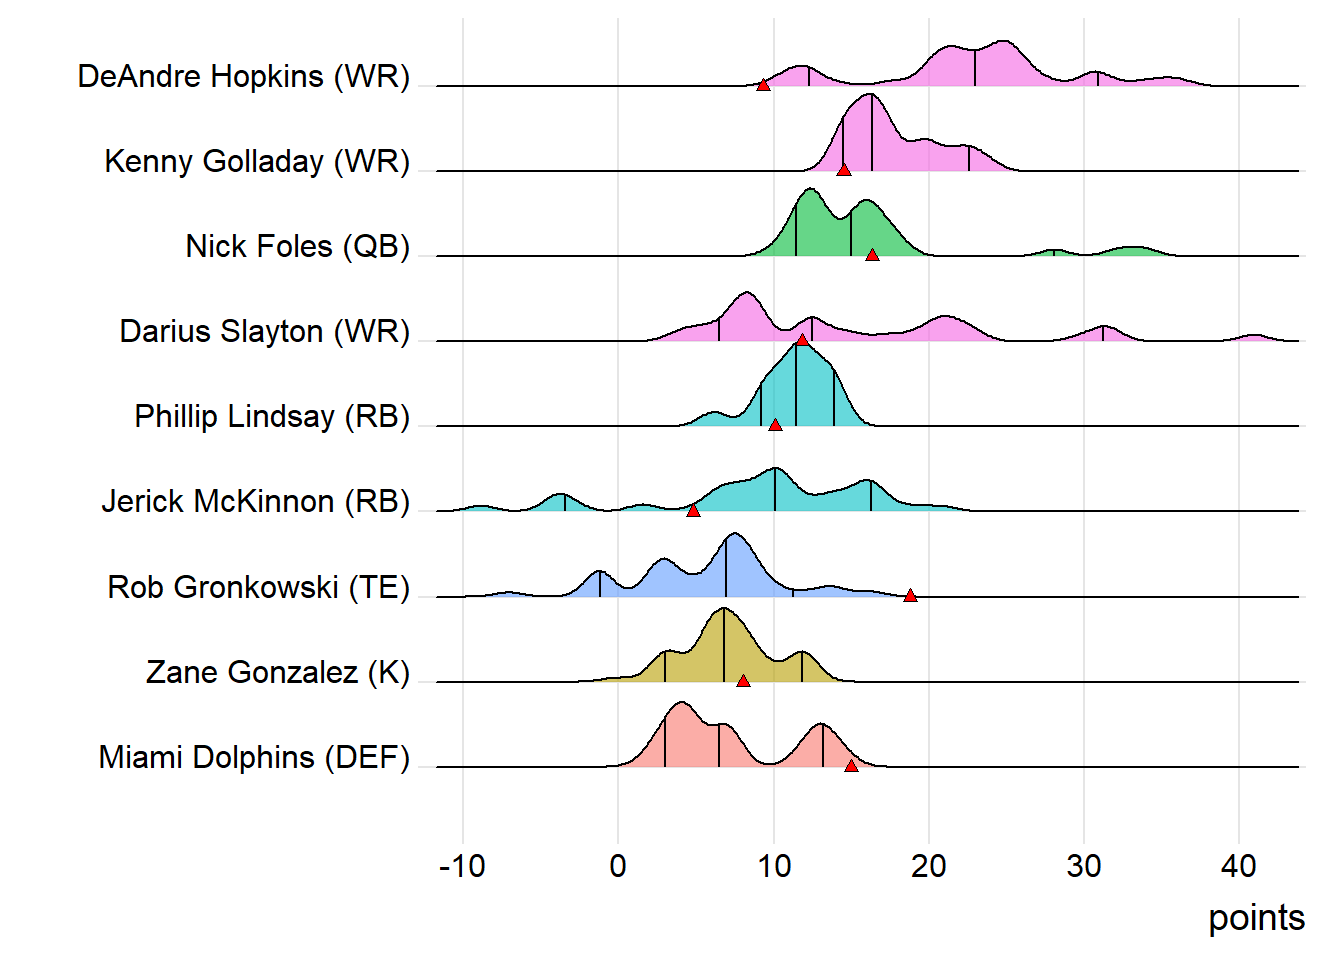 DeAndre Hopkins (WR)
Kenny Golladay (WR)
Nick Foles (QB)
Darius Slayton (WR)
Phillip Lindsay (RB)
Jerick McKinnon (RB)
Rob Gronkowski (TE)
Zane Gonzalez (K)
Miami Dolphins (DEF)
-10 0 10 20 30 40
points